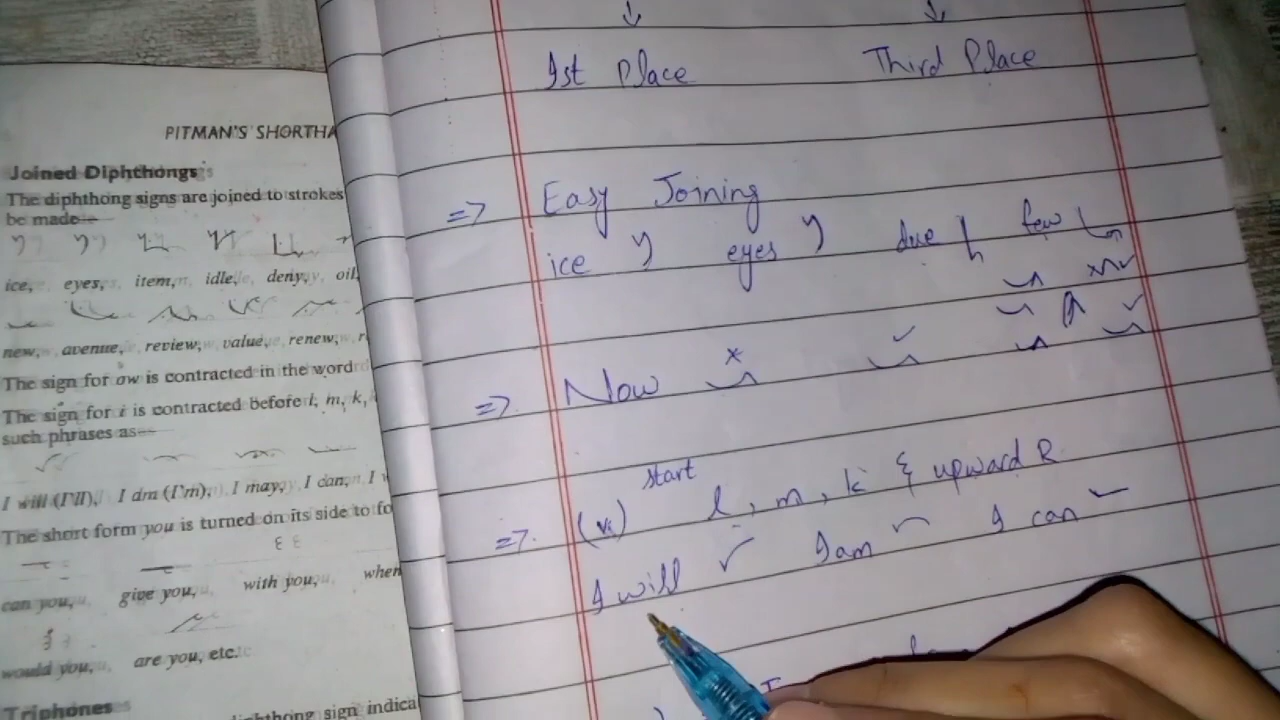 PITMAN'S SHORTHA
Joined Diphthongs
The diphthong signs are joined to strokes
be made
ice, eyes, item, idle, deny, oil,
new, avenue, review, value, renew,
The sign for ow is contracted in the word
The sign for i is contracted before l, m, k,
such phrases as
I will (I'll), I am (I'm), I may, I can, I
The short form you is turned on its side to fo
can you, give you, with you, when
would you, are you, etc.
Triphones
diphthong sign indica
1st Place Third Place
=> Easy Joining
ice eyes due few
=> Now
start
=> l, m, k & upward R
I will I am I can